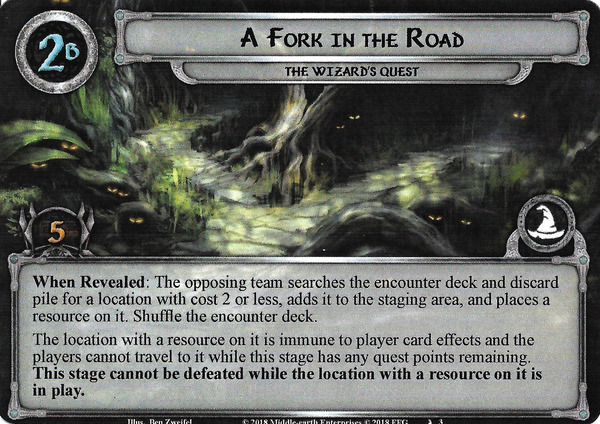 2B
A Fork in the Road
The Wizard's Quest
5
When Revealed: The opposing team searches the encounter deck and discard
pile for a location with cost 2 or less, adds it to the staging area, and places a
resource on it. Shuffle the encounter deck.
The location with a resource on it is immune to player card effects and the
players cannot travel to it while this stage has any quest points remaining.
This stage cannot be defeated while the location with a resource on it is
in play.
Illus. Ben Zweifel
© 2018 Middle-earth Enterprises © 2018 FFG
3